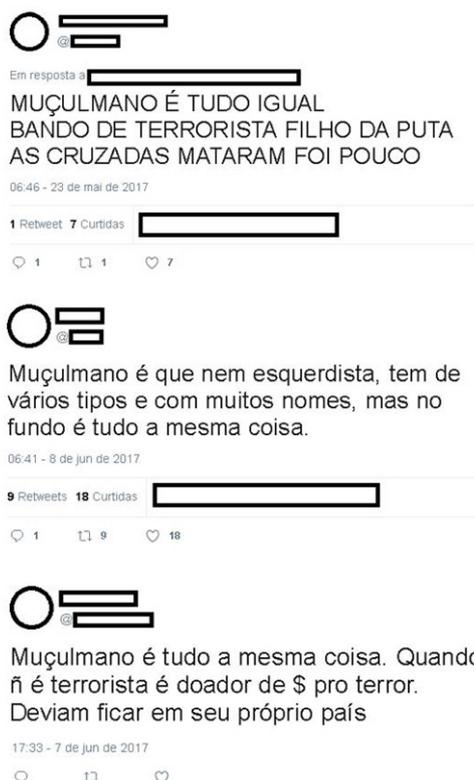 @
Em resposta a
MUÇULMANO É TUDO IGUAL
BANDO DE TERRORISTA FILHO DA PUTA
AS CRUZADAS MATARAM FOI POUCO
06:46 - 23 de mai de 2017
1 Retweet 7 Curtidas
1 1 7
@
Muçulmano é que nem esquerdista, tem de
vários tipos e com muitos nomes, mas no
fundo é tudo a mesma coisa.
06:41 - 8 de jun de 2017
9 Retweets 18 Curtidas
1 9 18
@
Muçulmano é tudo a mesma coisa. Quando
ñ é terrorista é doador de $ pro terror.
Deviam ficar em seu próprio país
17:33 - 7 de jun de 2017